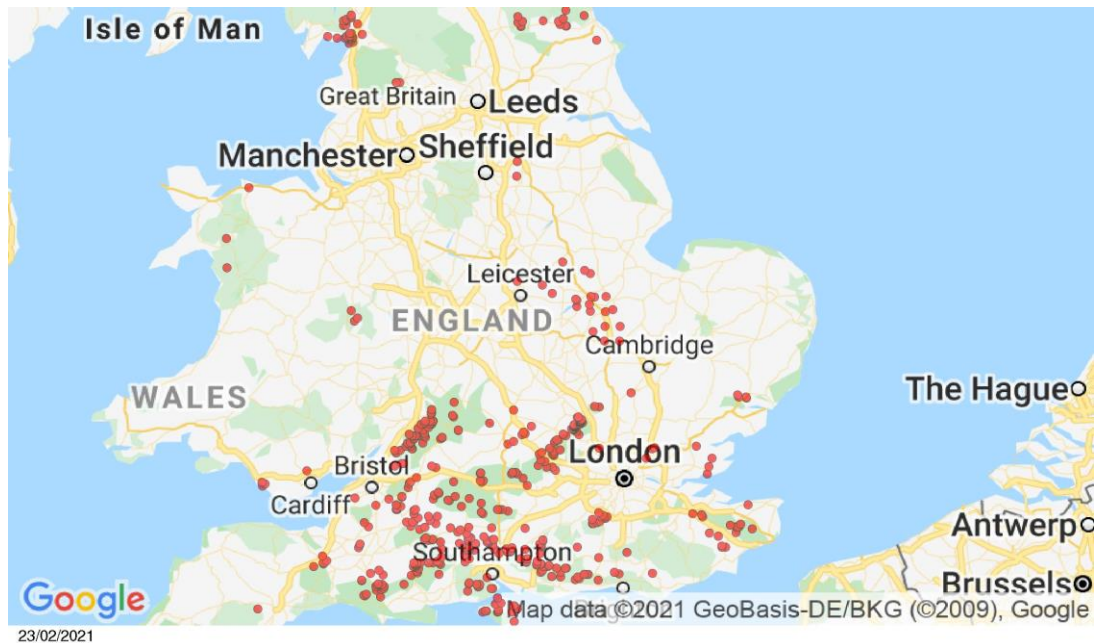 Isle of Man
Great Britain
Leeds
Manchester
Sheffield
Leicester
ENGLAND
Cambridge
WALES
The Hague
London
Bristol
Cardiff
Southampton
Antwerp
Brussels
Google
Map data ©2021 GeoBasis-DE/BKG (©2009), Google
23/02/2021